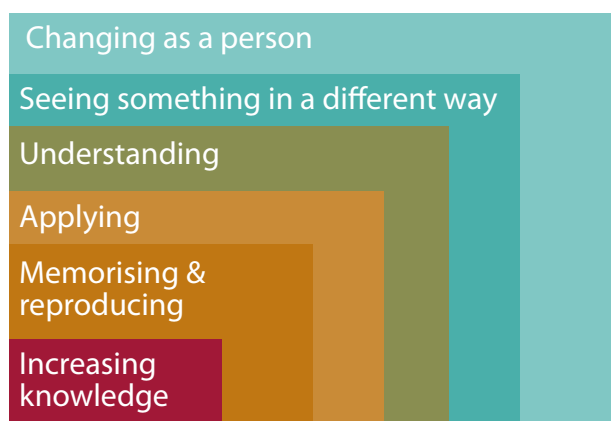 Changing as a person
Seeing something in a different way
Understanding
Applying
Memorising &
reproducing
Increasing
knowledge